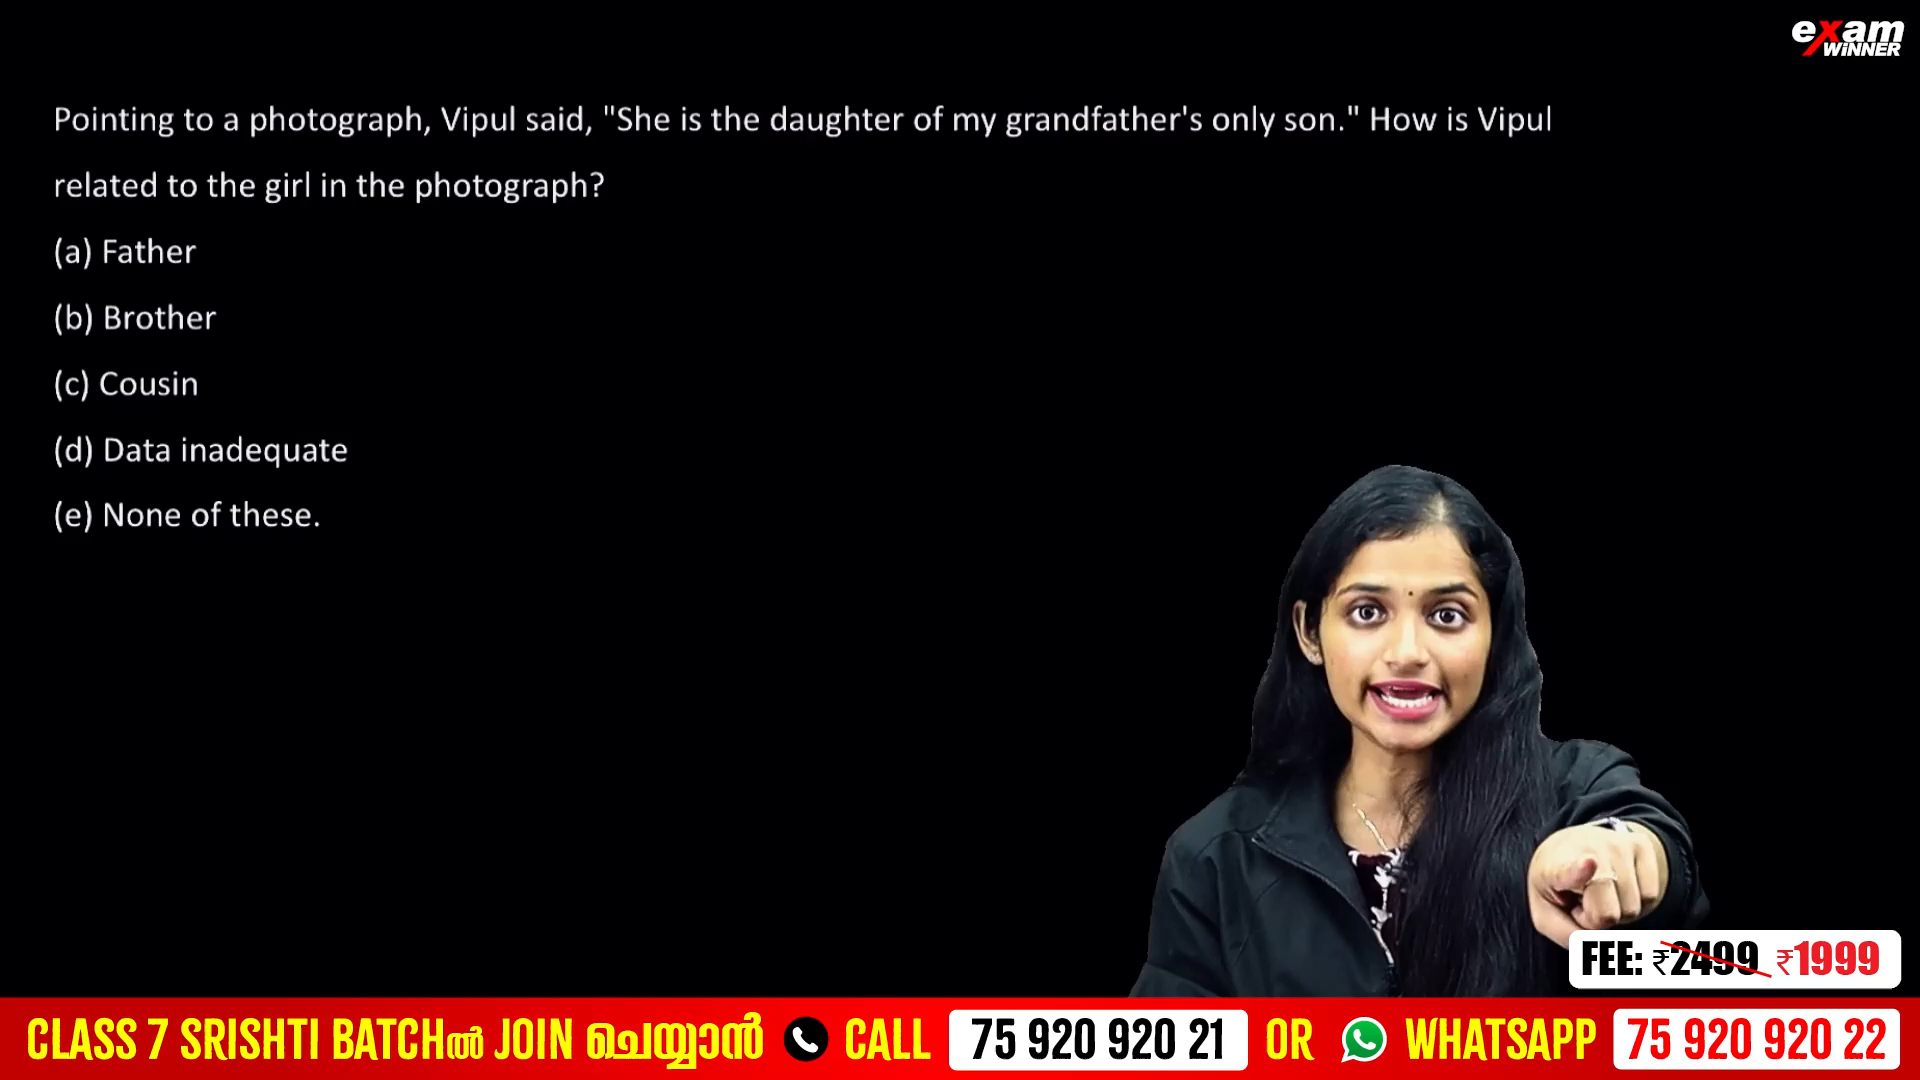 exam
WiNNER
Pointing to a photograph, Vipul said, "She is the daughter of my grandfather's only son." How is Vipul
related to the girl in the photograph?
(a) Father
(b) Brother
(c) Cousin
(d) Data inadequate
(e) None of these.
FEE: ₹2499 ₹1999
CLASS 7 SRISHTI BATCHൽ JOIN ചെയ്യാൻ CALL 75 920 920 21 OR WHATSAPP 75 920 920 22